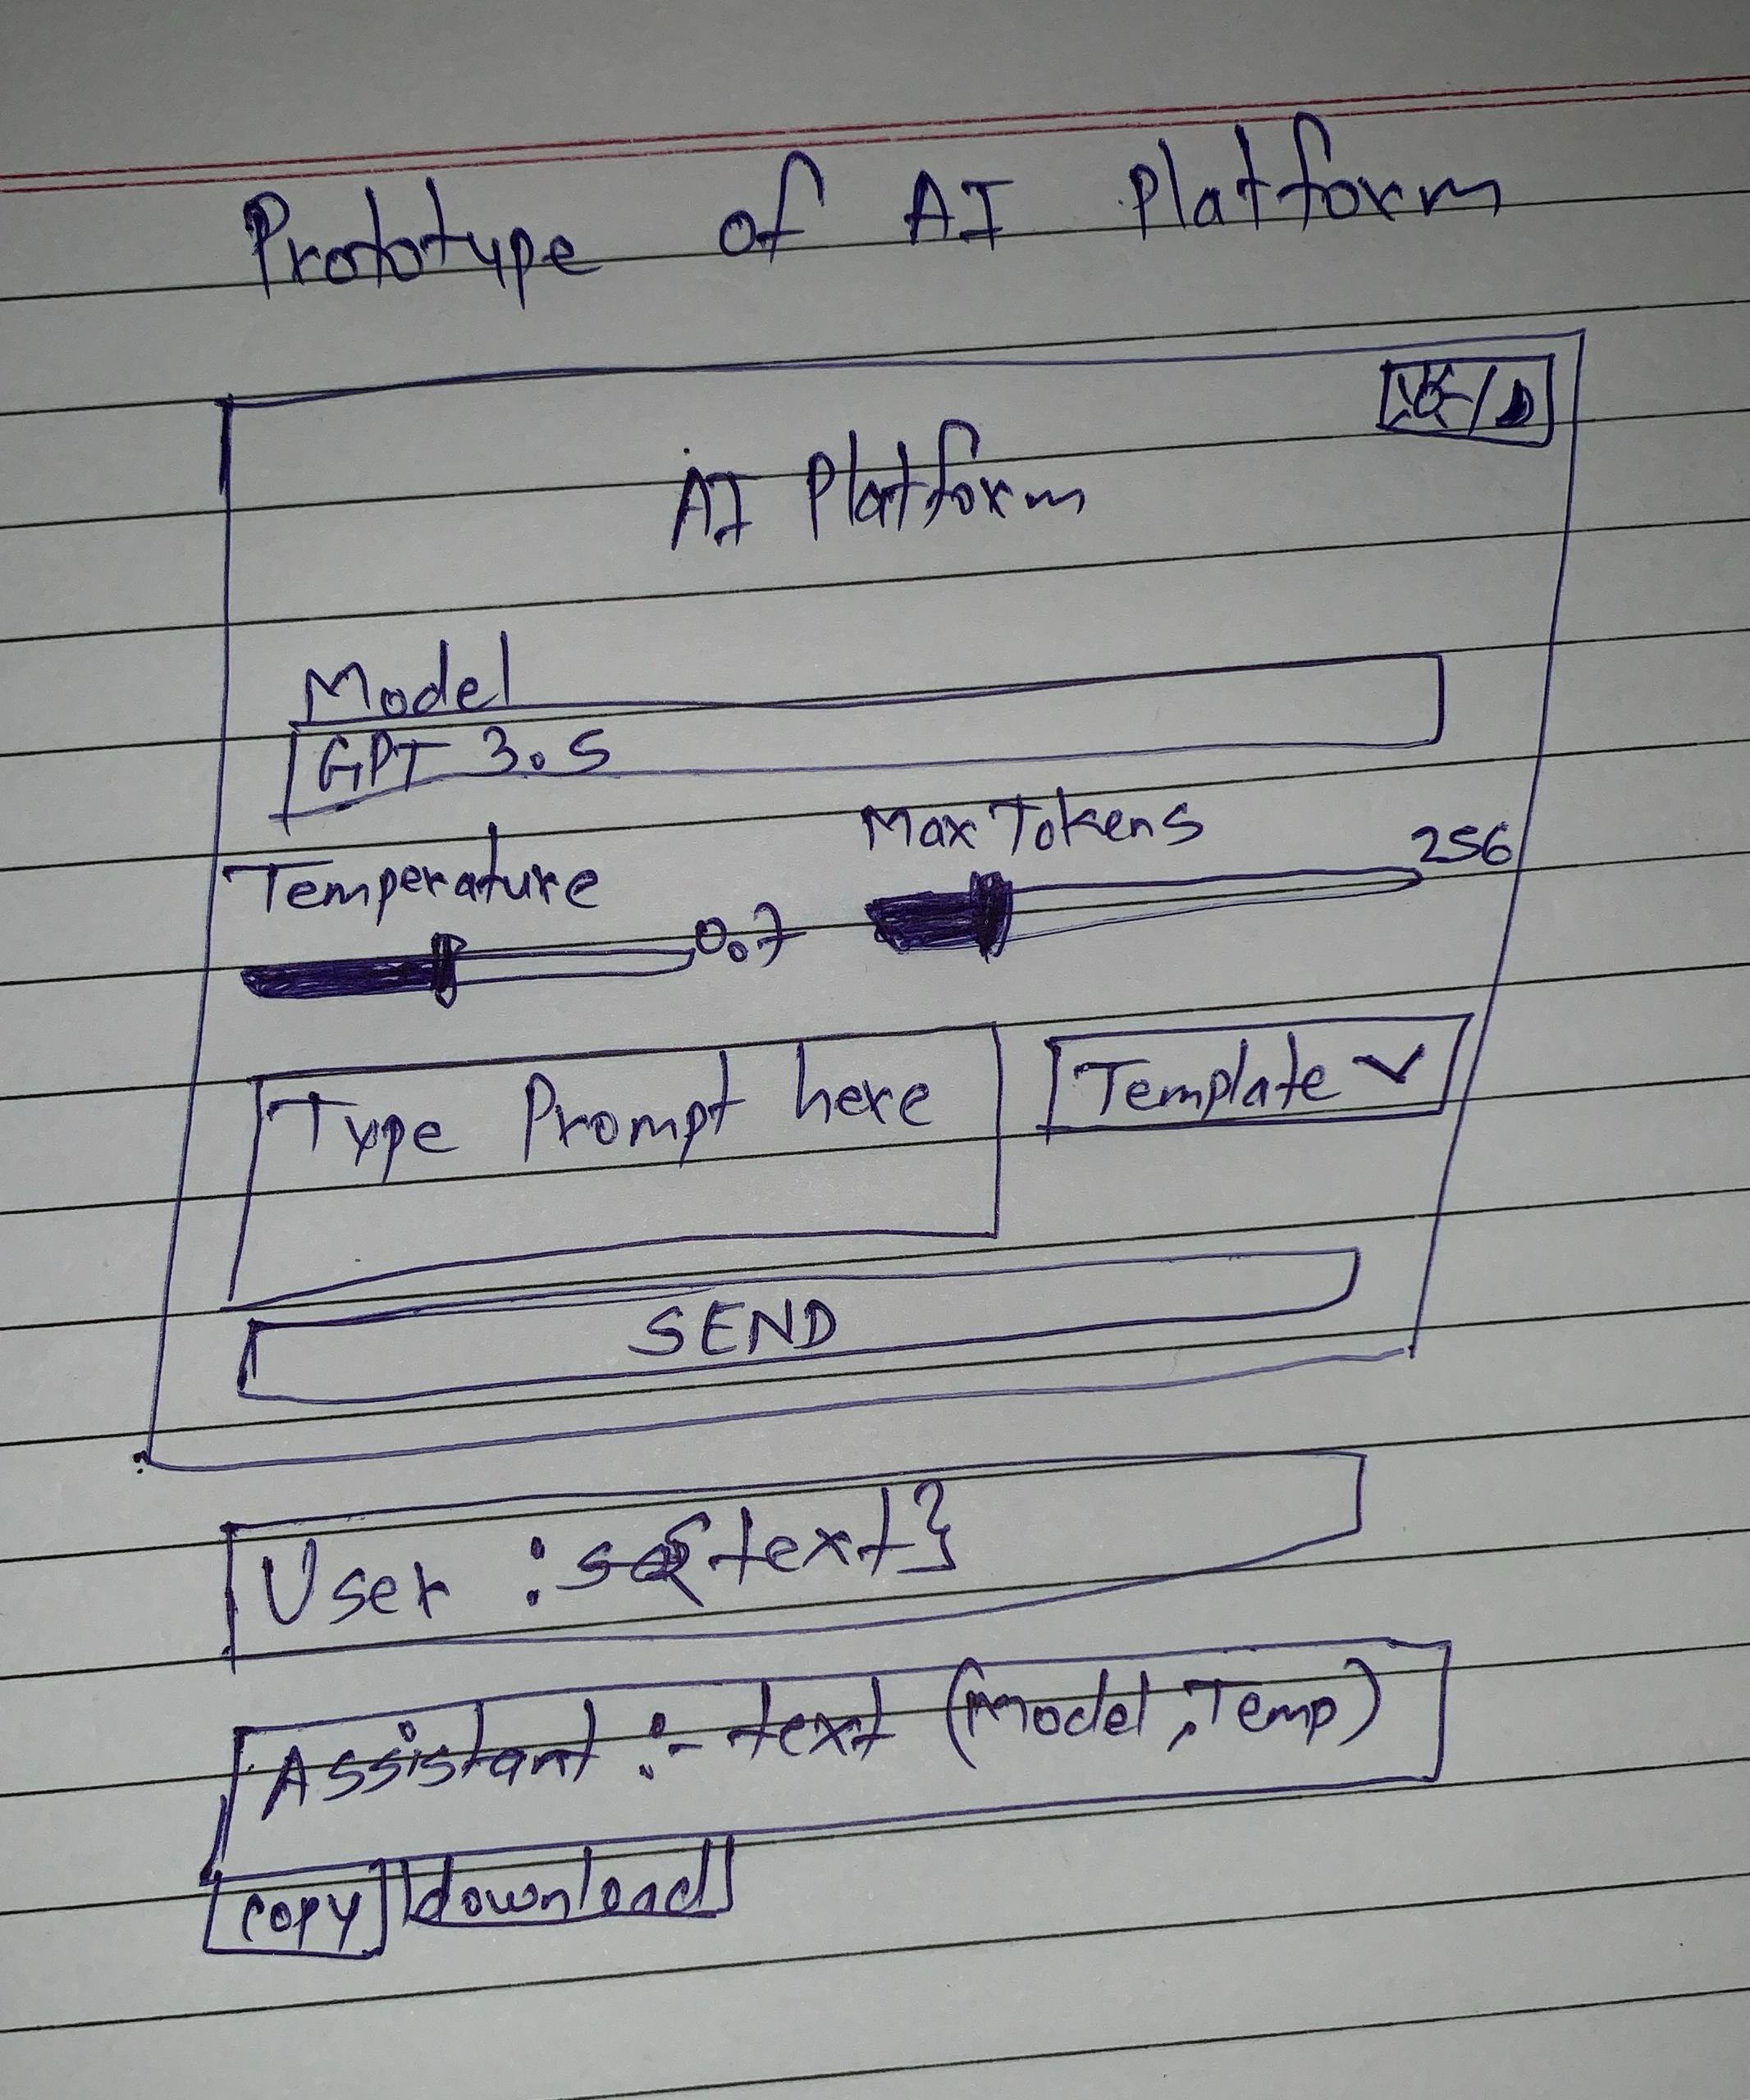 Prototype of AI Platform
AI Platform
Model
GPT 3.5
Max Tokens
256
Temperature
0.7
Type Prompt here
Template
SEND
User : {text}
Assistant :- text (Model, Temp)
copy download